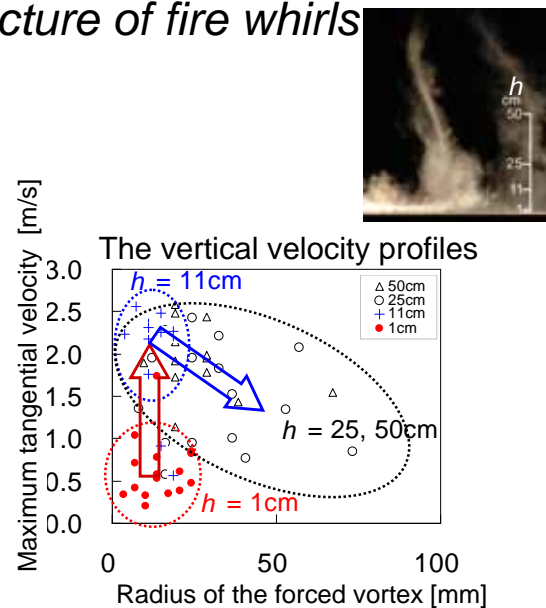 cture of fire whirls
h
cm
50
25
11
1
The vertical velocity profiles
Maximum tangential velocity [m/s]
3.0
2.5
2.0
1.5
1.0
0.5
0.0
h = 11cm
50cm
25cm
11cm
1cm
h = 25, 50cm
h = 1cm
0
50
100
Radius of the forced vortex [mm]